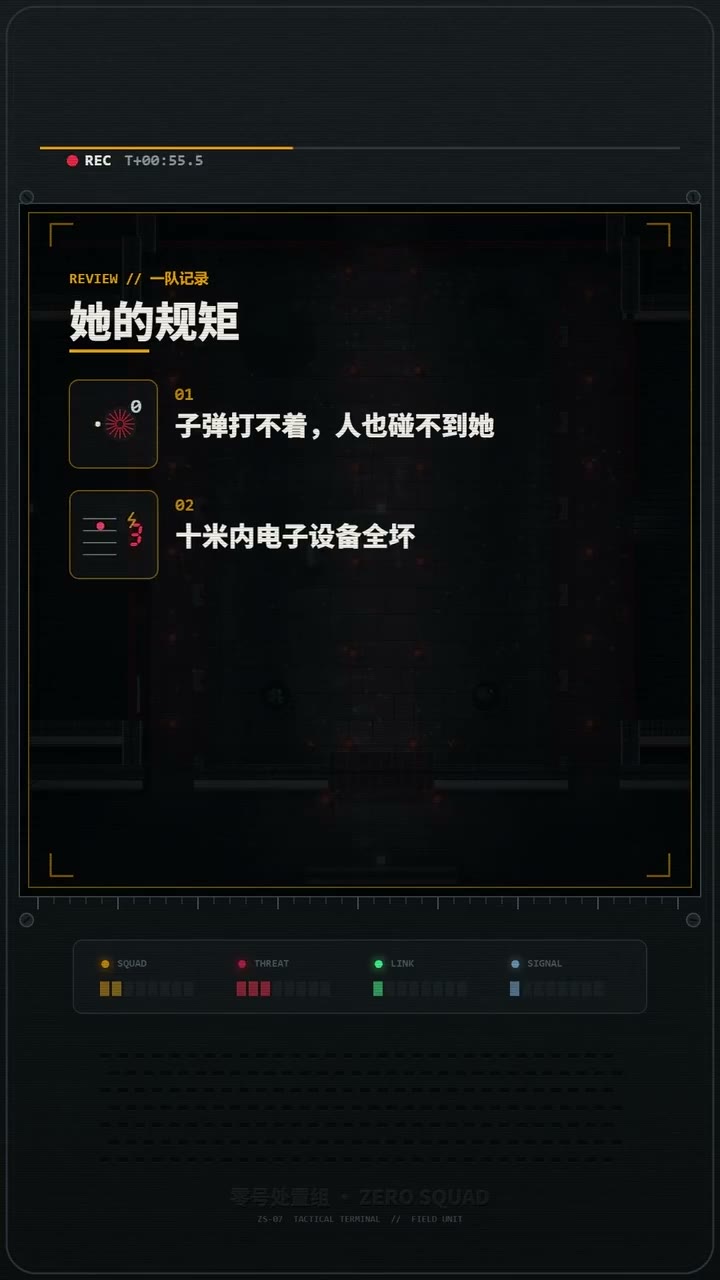 REC T+00:55.5
REVIEW // 一队记录
她的规矩
0
01
子弹打不着，人也碰不到她
3
02
十米内电子设备全坏
SQUAD THREAT LINK SIGNAL
零号处置组 · ZERO SQUAD
ZS-07 TACTICAL TERMINAL // FIELD UNIT